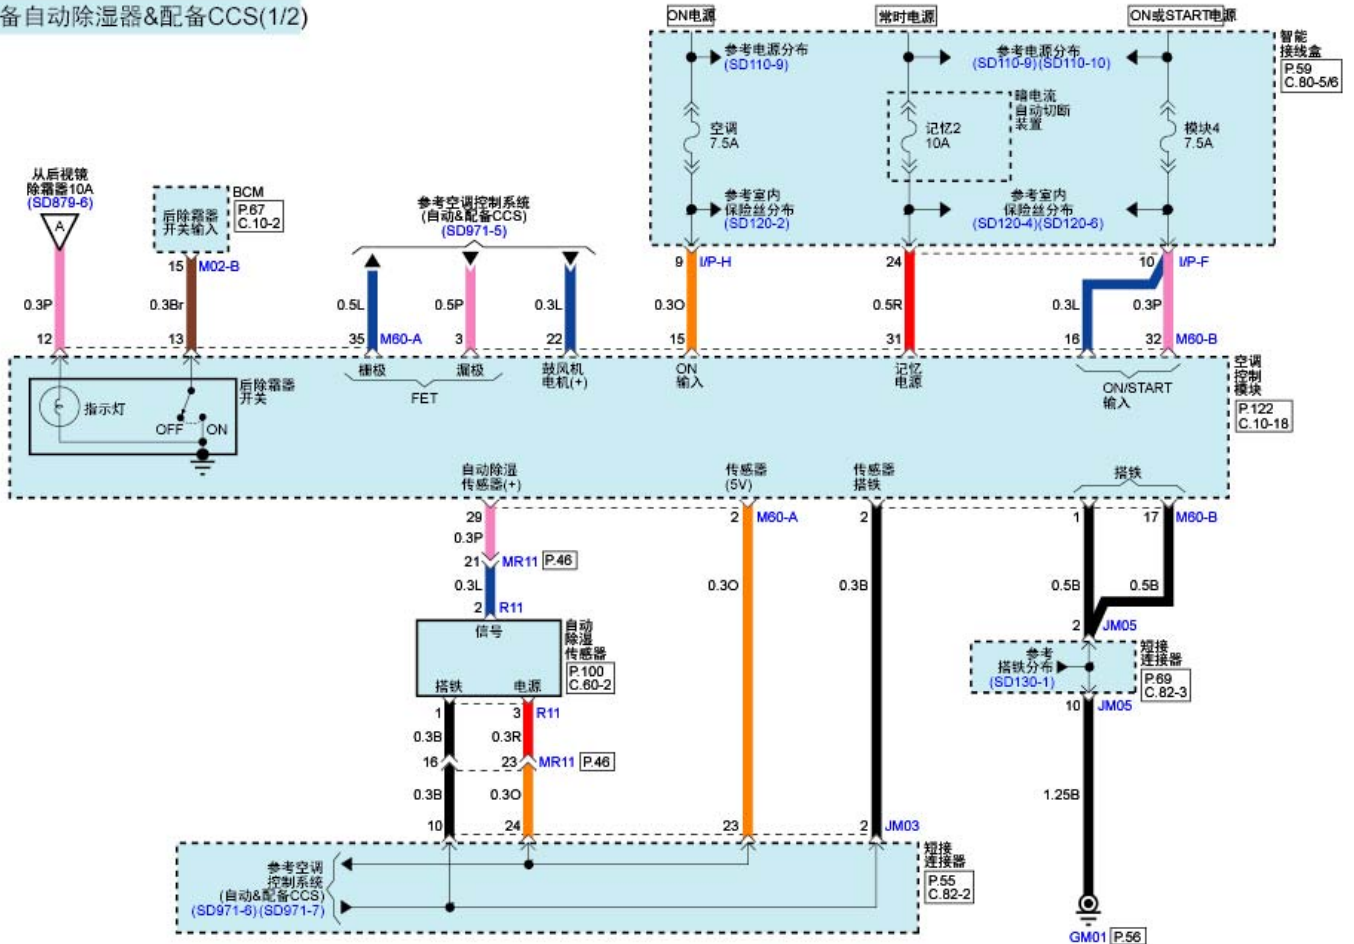 备自动除湿器&配备CCS(1/2)
ON电源
常时电源
ON或START电源
智能
接线盒
P.59
C.80-5/6
参考电源分布
(SD110-9)
参考电源分布
(SD110-9)(SD110-10)
暗电流
自动切断
装置
空调
7.5A
记忆2
10A
模块4
7.5A
参考室内
保险丝分布
(SD120-2)
参考室内
保险丝分布
(SD120-4)(SD120-6)
从后视镜
除霜器10A
(SD879-6)
A
后除霜器
开关输入
BCM
P.67
C.10-2
参考空调控制系统
(自动&配备CCS)
(SD971-5)
15 M02-B
9 I/P-H
24
10 I/P-F
0.3P
0.3Br
0.5L
0.5P
0.3L
0.3O
0.5R
0.3L
0.3P
12
13
35 M60-A
3
22
15
31
16
32 M60-B
栅极
漏极
FET
鼓风机
电机(+)
ON
输入
记忆
电源
ON/START
输入
空调
控制
模块
P.122
C.10-18
指示灯
OFF
ON
后除霜器
开关
自动除湿
传感器(+)
传感器
(5V)
传感器
搭铁
搭铁
29
2 M60-A
2
1
17 M60-B
0.3P
21 MR11 P.46
0.3L
0.3O
0.3B
0.5B
0.5B
2 R11
信号
搭铁
电源
自动
除湿
传感器
P.100
C.60-2
2 JM05
参考
搭铁分布
(SD130-1)
短接
连接器
P.69
C.82-3
10 JM05
1
3 R11
0.3B
0.3R
16
23 MR11 P.46
0.3B
0.3O
1.25B
10
24
23
2 JM03
参考空调
控制系统
(自动&配备CCS)
(SD971-6)(SD971-7)
短接
连接器
P.55
C.82-2
GM01 P.56